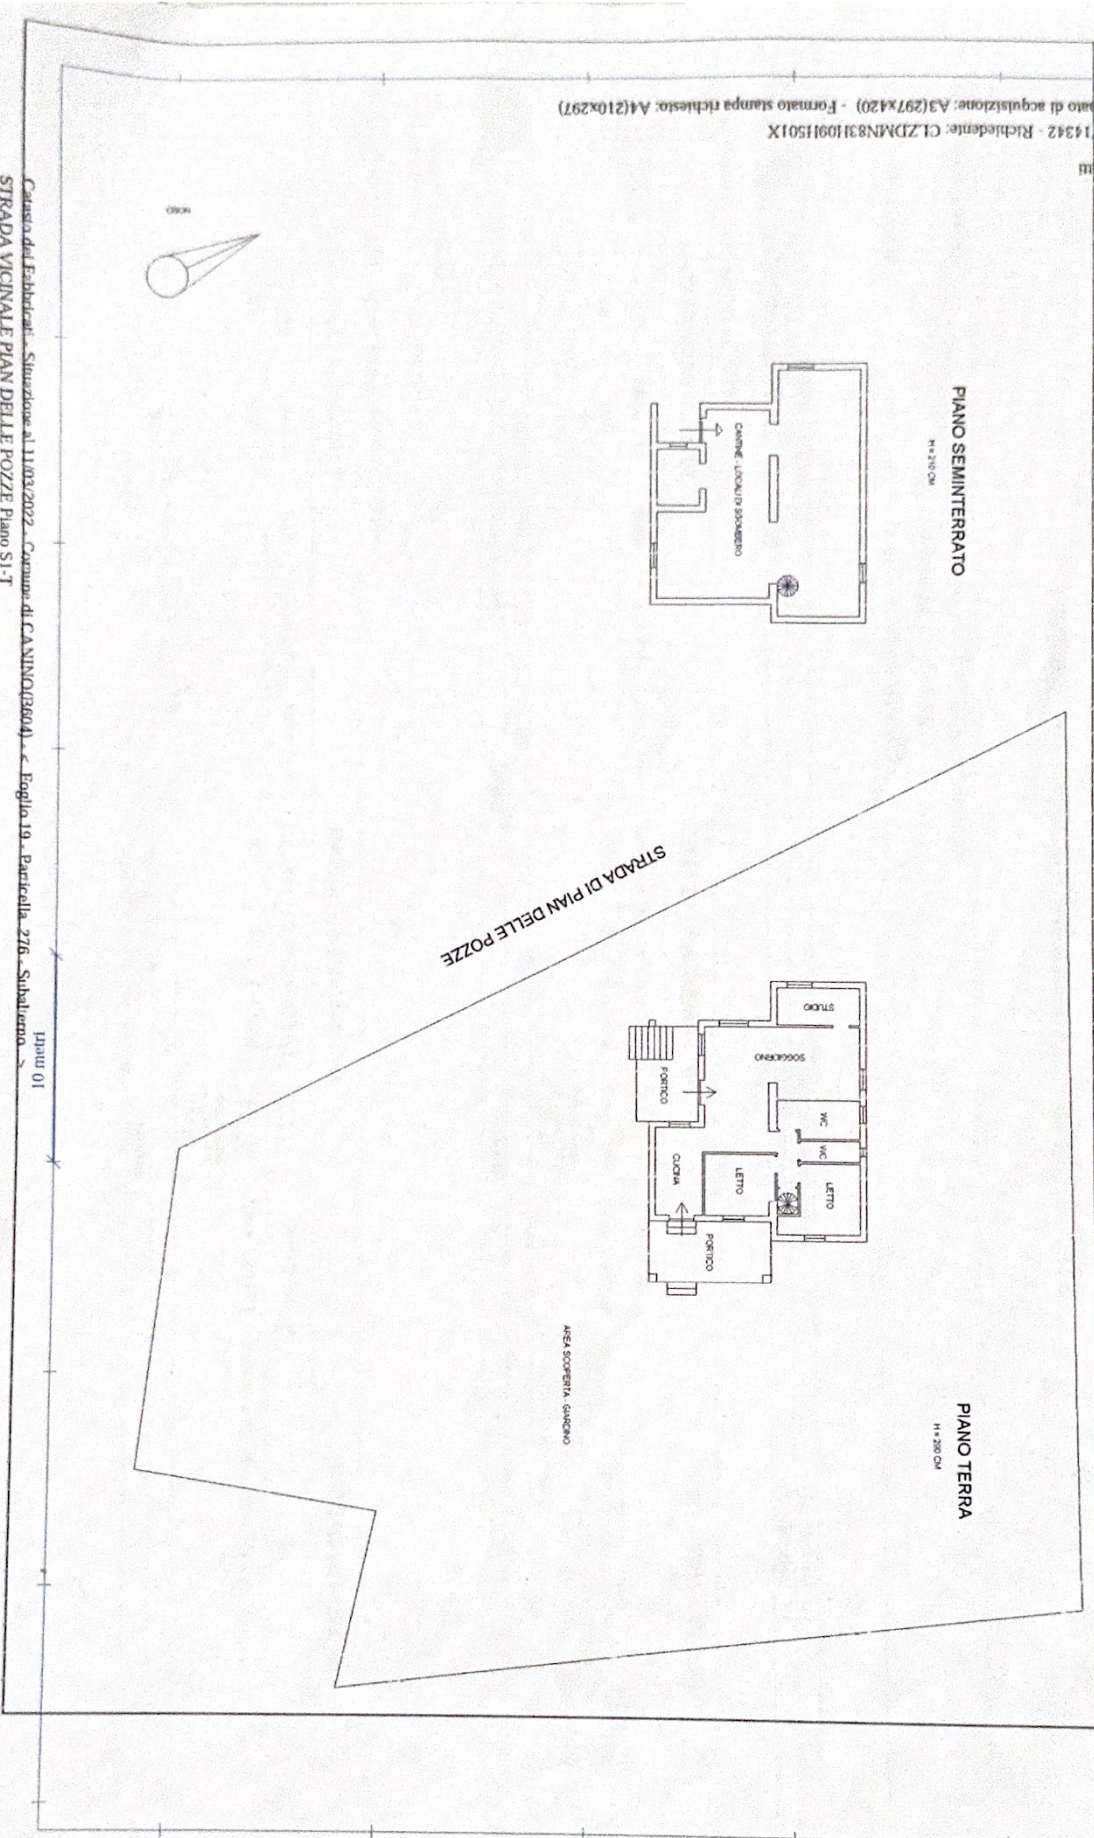 di acquisizione: A3(297x420) - Formato stampa richiesto: A4(210x297)
14342 - Richiedente: CLZDMN83H09H501X
NORD
PIANO SEMINTERRATO
H = 210 CM
CANTINE - LOCALI DI SGOMBERO
STRADA DI PIAN DELLE POZZE
STUDIO
SOGGIORNO
PORTICO
WC
WC
CUCINA
LETTO
LETTO
PORTICO
AREA SCOPERTA - GIARDINO
PIANO TERRA
H = 290 CM
10 metri
Catasto dei Fabbricati - Situazione al 11/03/2022 - Comune di CANINO(B604) - < Foglio 19 - Particella 276 - Subalterno >
STRADA VICINALE PIAN DELLE POZZE Piano S1-T